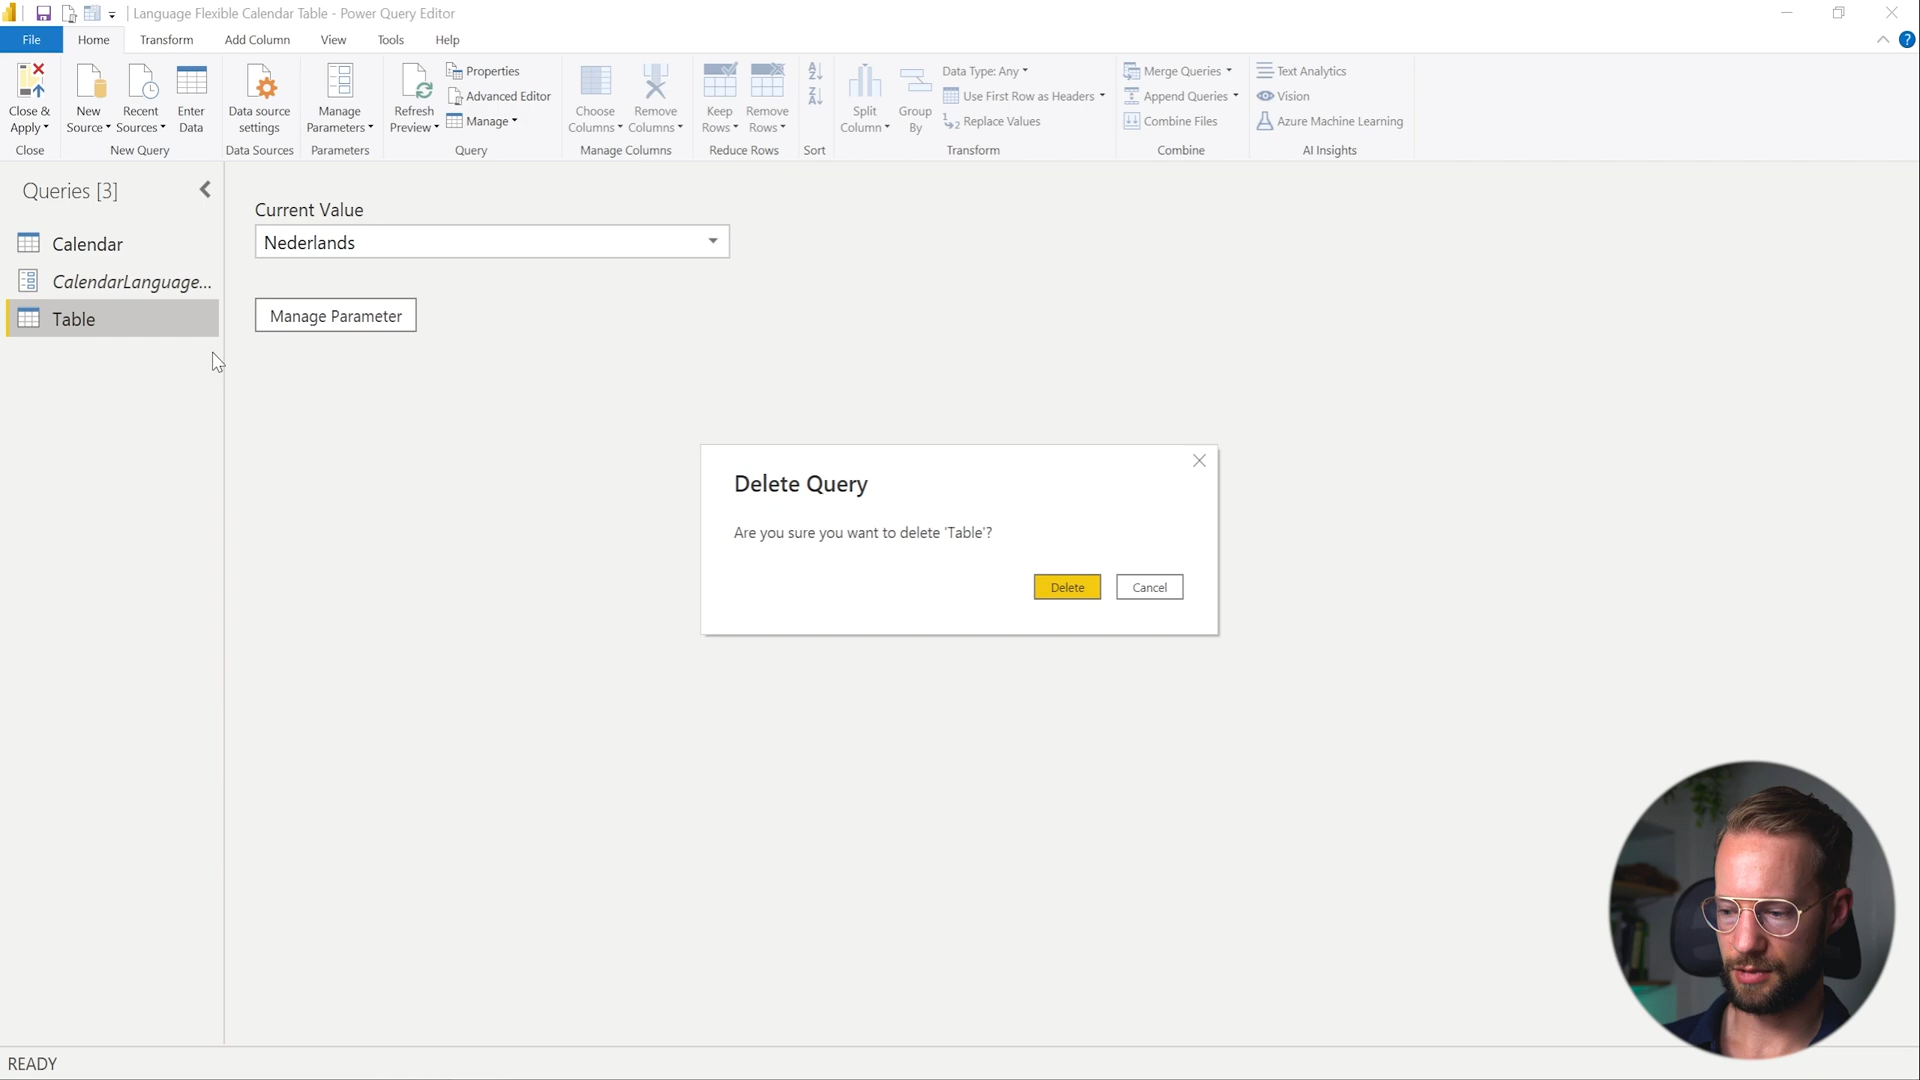 Language Flexible Calendar Table - Power Query Editor
File
Home
Transform
Add Column
View
Tools
Help
?
Close & Apply
New Source
Recent Sources
Enter Data
Data source settings
Manage Parameters
Refresh Preview
Properties
Advanced Editor
Manage
Choose Columns
Remove Columns
Keep Rows
Remove Rows
Split Column
Group By
Data Type: Any
Use First Row as Headers
Replace Values
Merge Queries
Append Queries
Combine Files
Text Analytics
Vision
Azure Machine Learning
Close
New Query
Data Sources
Parameters
Query
Manage Columns
Reduce Rows
Sort
Transform
Combine
AI Insights
Queries [3]
Calendar
CalendarLanguage...
Table
Current Value
Nederlands
Manage Parameter
Delete Query
Are you sure you want to delete 'Table'?
Delete
Cancel
READY